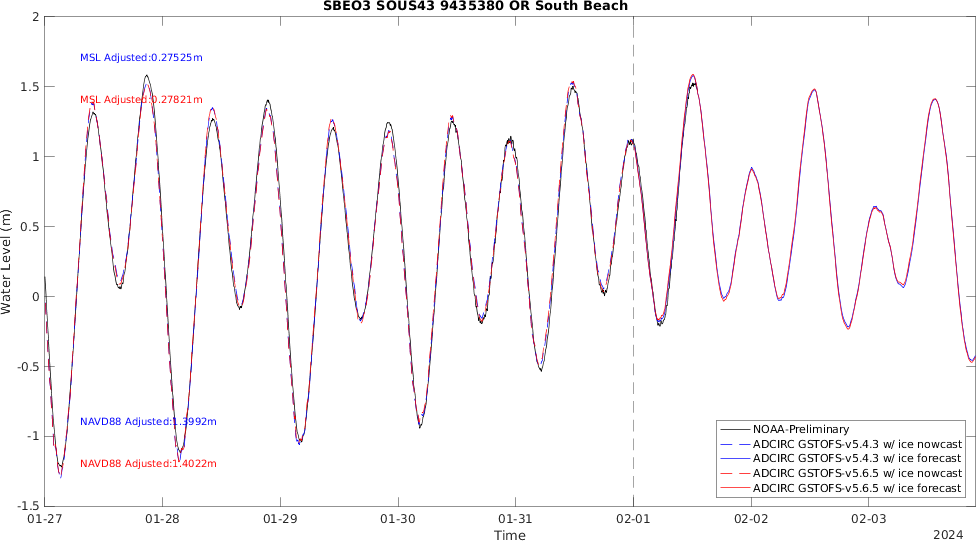 SBEO3 SOUS43 9435380 OR South Beach
2
1.5
1
0.5
0
-0.5
-1
-1.5
Water Level (m)
MSL Adjusted:0.27525m
MSL Adjusted:0.27821m
NAVD88 Adjusted:1.3992m
NAVD88 Adjusted:1.4022m
NOAA-Preliminary
ADCIRC GSTOFS-v5.4.3 w/ ice nowcast
ADCIRC GSTOFS-v5.4.3 w/ ice forecast
ADCIRC GSTOFS-v5.6.5 w/ ice nowcast
ADCIRC GSTOFS-v5.6.5 w/ ice forecast
01-27 01-28 01-29 01-30 01-31 02-01 02-02 02-03
Time
2024